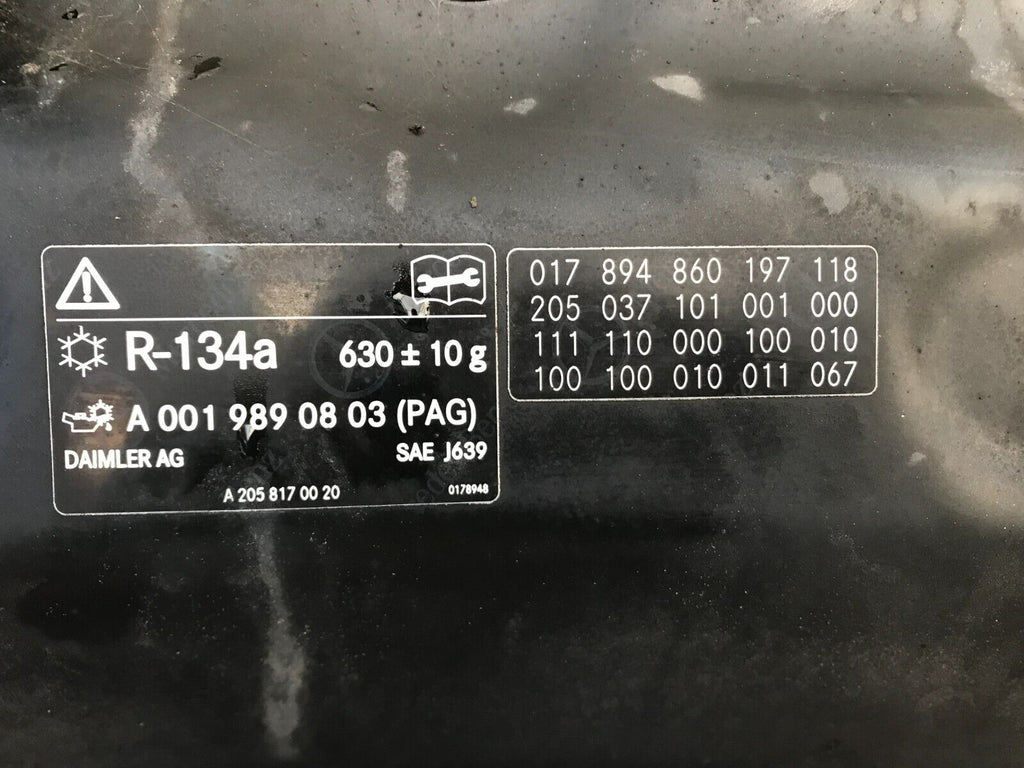 R-134a 630 ± 10 g
A 001 989 08 03 (PAG)
DAIMLER AG SAE J639
A 205 817 00 20 0178948
017 894 860 197 118
205 037 101 001 000
111 110 000 100 010
100 100 010 011 067